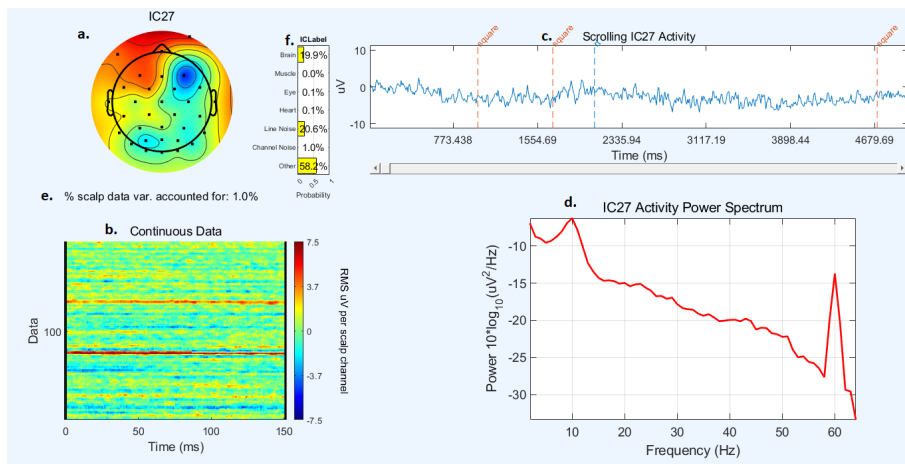 IC27
a.
f.
ICLabel
Brain 19.9%
Muscle 0.0%
Eye 0.1%
Heart 0.1%
Line Noise 20.6%
Channel Noise 1.0%
Other 58.2%
0 0.5 1
Probability
c. Scrolling IC27 Activity
square
square
square
10
0
-10
uV
773.438 1554.69 2335.94 3117.19 3898.44 4679.69
Time (ms)
e. % scalp data var. accounted for: 1.0%
b. Continuous Data
Data
100
0 50 100 150
Time (ms)
7.5
3.7
0
-3.7
-7.5
RMS uV per scalp channel
d.
IC27 Activity Power Spectrum
Power 10*log10(uV2/Hz)
-10
-15
-20
-25
-30
10 20 30 40 50 60
Frequency (Hz)